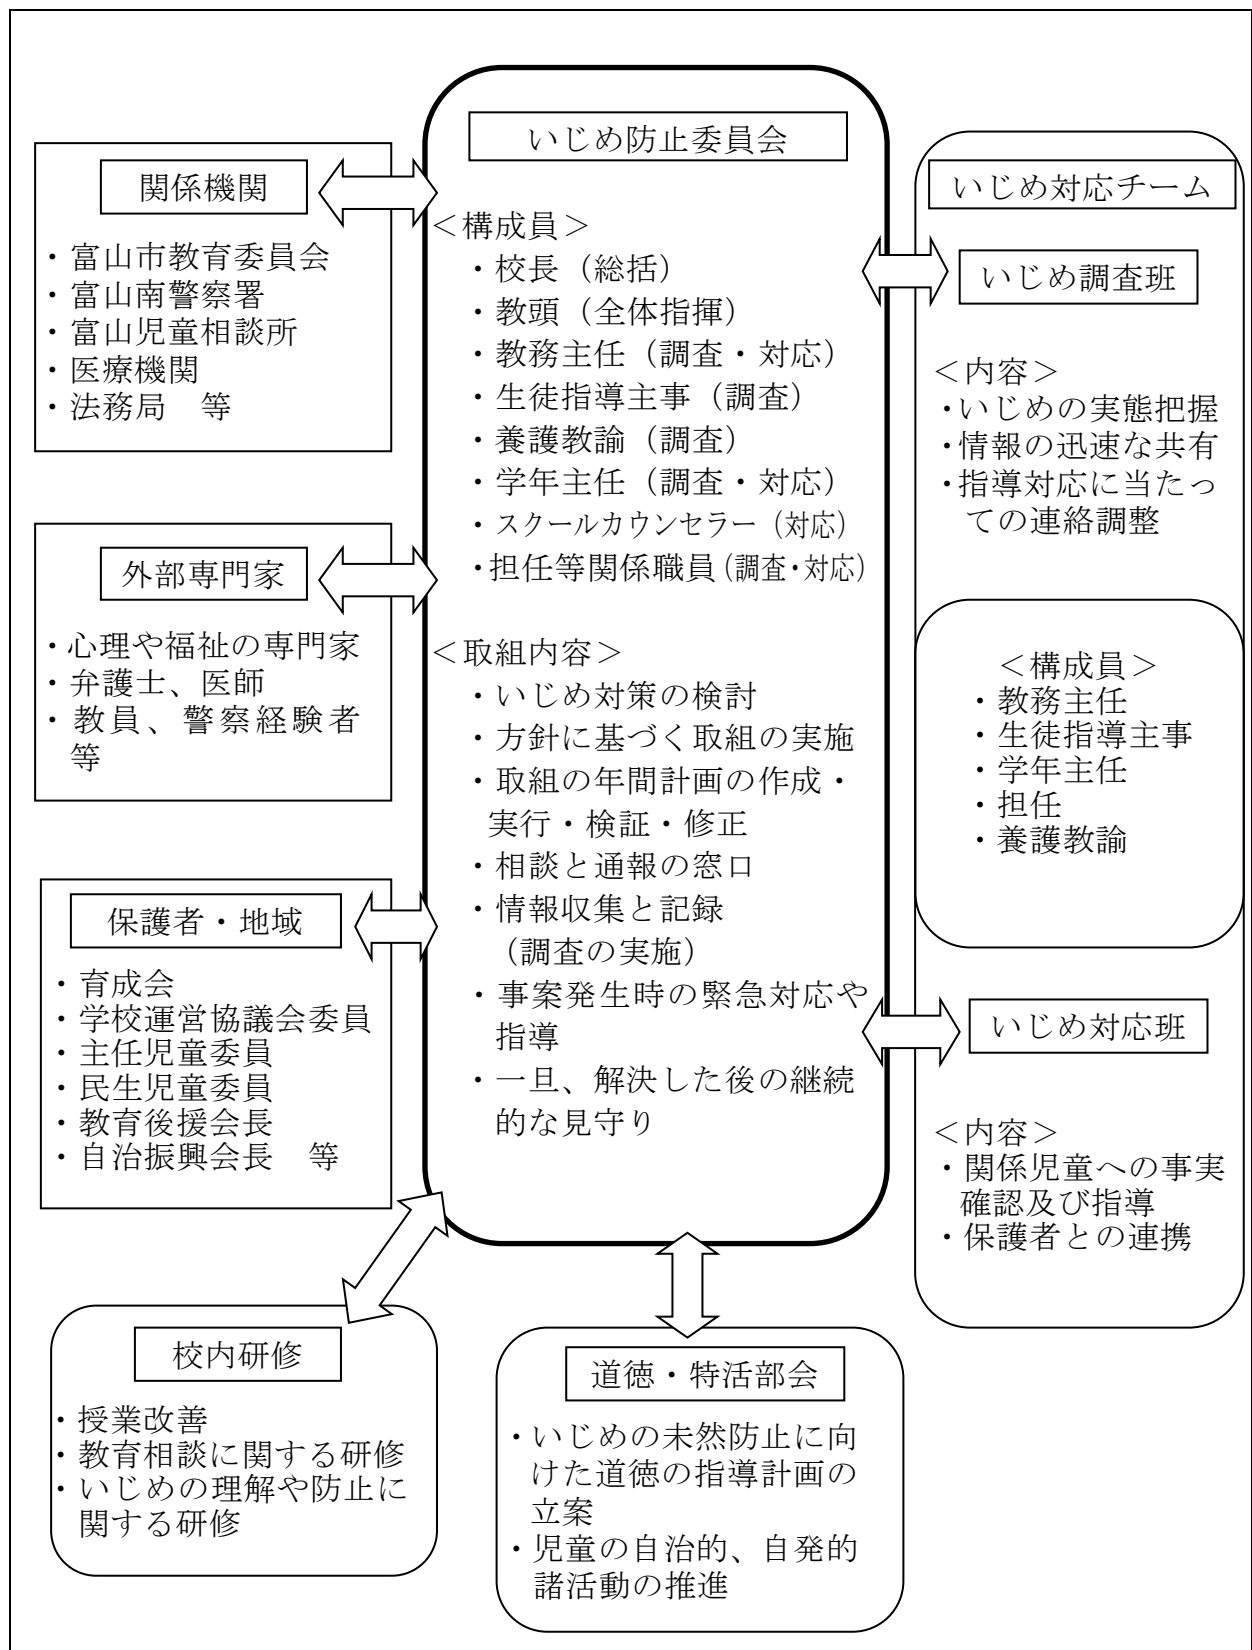 いじめ防止委員会
＜構成員＞
・校長（総括）
・教頭（全体指揮）
・教務主任（調査・対応）
・生徒指導主事（調査）
・養護教諭（調査）
・学年主任（調査・対応）
・スクールカウンセラー（対応）
・担任等関係職員（調査・対応）
＜取組内容＞
・いじめ対策の検討
・方針に基づく取組の実施
・取組の年間計画の作成・
実行・検証・修正
・相談と通報の窓口
・情報収集と記録
（調査の実施）
・事案発生時の緊急対応や
指導
・一旦、解決した後の継続
的な見守り
関係機関
・富山市教育委員会
・富山南警察署
・富山児童相談所
・医療機関
・法務局　等
外部専門家
・心理や福祉の専門家
・弁護士、医師
・教員、警察経験者
等
保護者・地域
・育成会
・学校運営協議会委員
・主任児童委員
・民生児童委員
・教育後援会長
・自治振興会長　等
いじめ対応チーム
いじめ調査班
＜内容＞
・いじめの実態把握
・情報の迅速な共有
・指導対応に当たっ
ての連絡調整
＜構成員＞
・教務主任
・生徒指導主事
・学年主任
・担任
・養護教諭
いじめ対応班
＜内容＞
・関係児童への事実
確認及び指導
・保護者との連携
校内研修
・授業改善
・教育相談に関する研修
・いじめの理解や防止に
関する研修
道徳・特活部会
・いじめの未然防止に向
けた道徳の指導計画の
立案
・児童の自治的、自発的
諸活動の推進